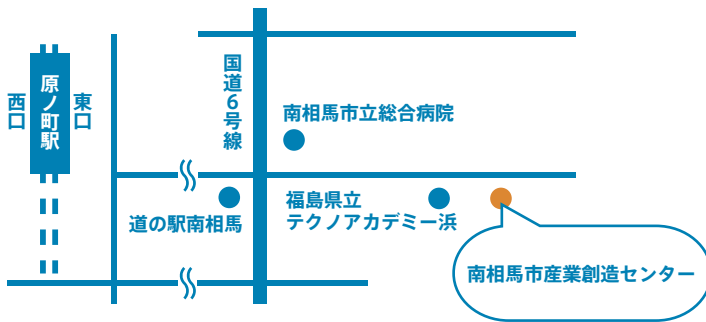 西口
原ノ町駅
東口
国道6号線
南相馬市立総合病院
道の駅南相馬
福島県立
テクノアカデミー浜
南相馬市産業創造センター